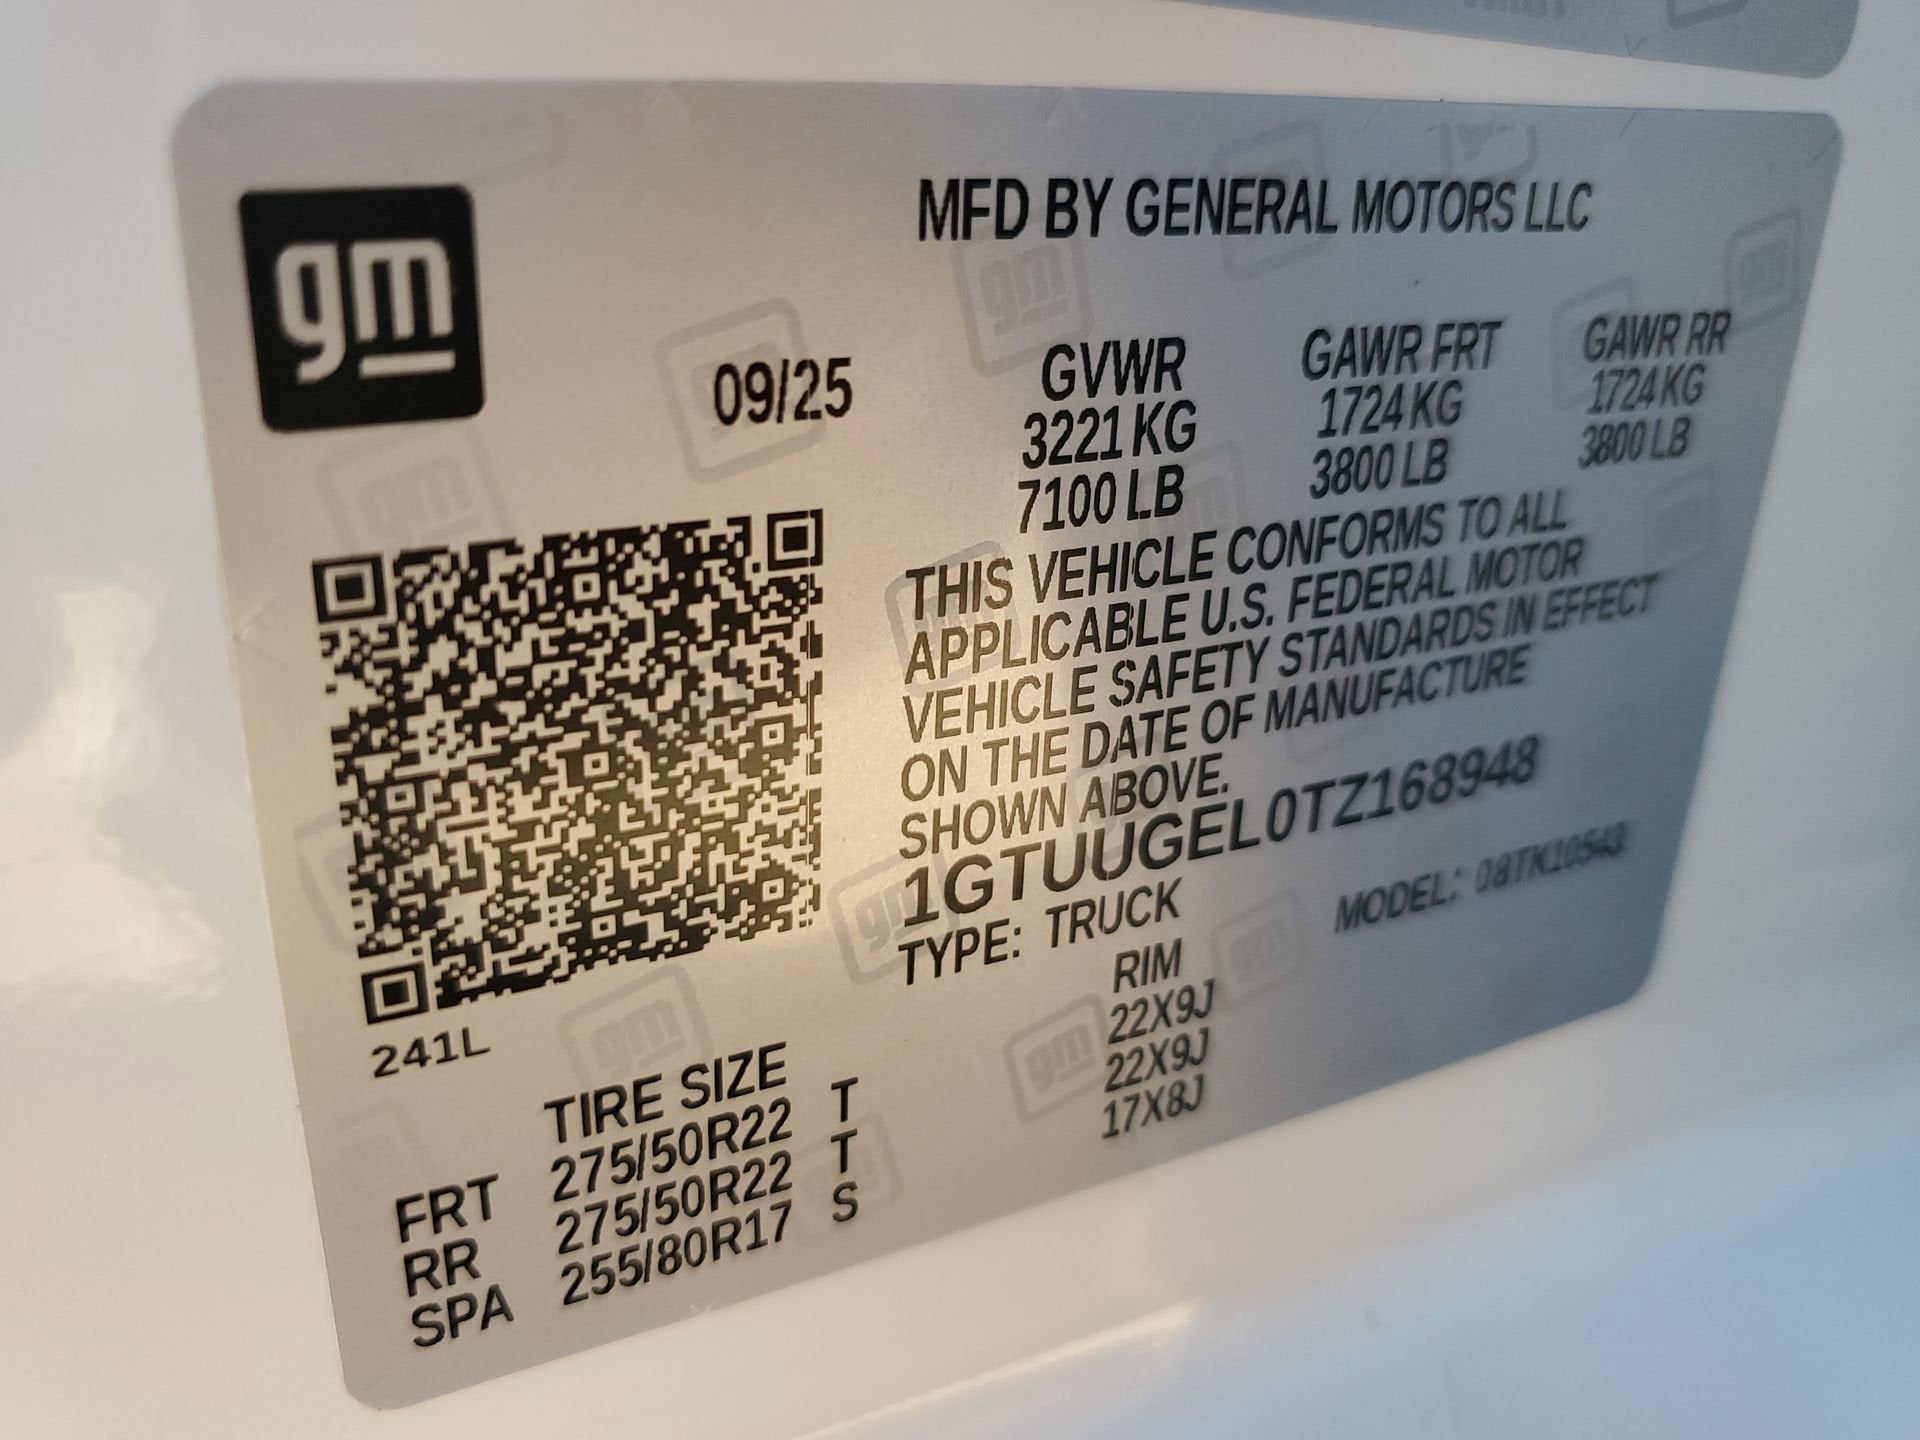 gm
MFD BY GENERAL MOTORS LLC
09/25
GVWR GAWR FRT GAWR RR
3221 KG 1724 KG 1724 KG
7100 LB 3800 LB 3800 LB
THIS VEHICLE CONFORMS TO ALL
APPLICABLE U.S. FEDERAL MOTOR
VEHICLE SAFETY STANDARDS IN EFFECT
ON THE DATE OF MANUFACTURE
SHOWN ABOVE.
1GTUUGEL0TZ168948
TYPE: TRUCK MODEL: 08TK10543
241L
TIRE SIZE RIM
FRT 275/50R22 T 22X9J
RR 275/50R22 T 22X9J
SPA 255/80R17 S 17X8J